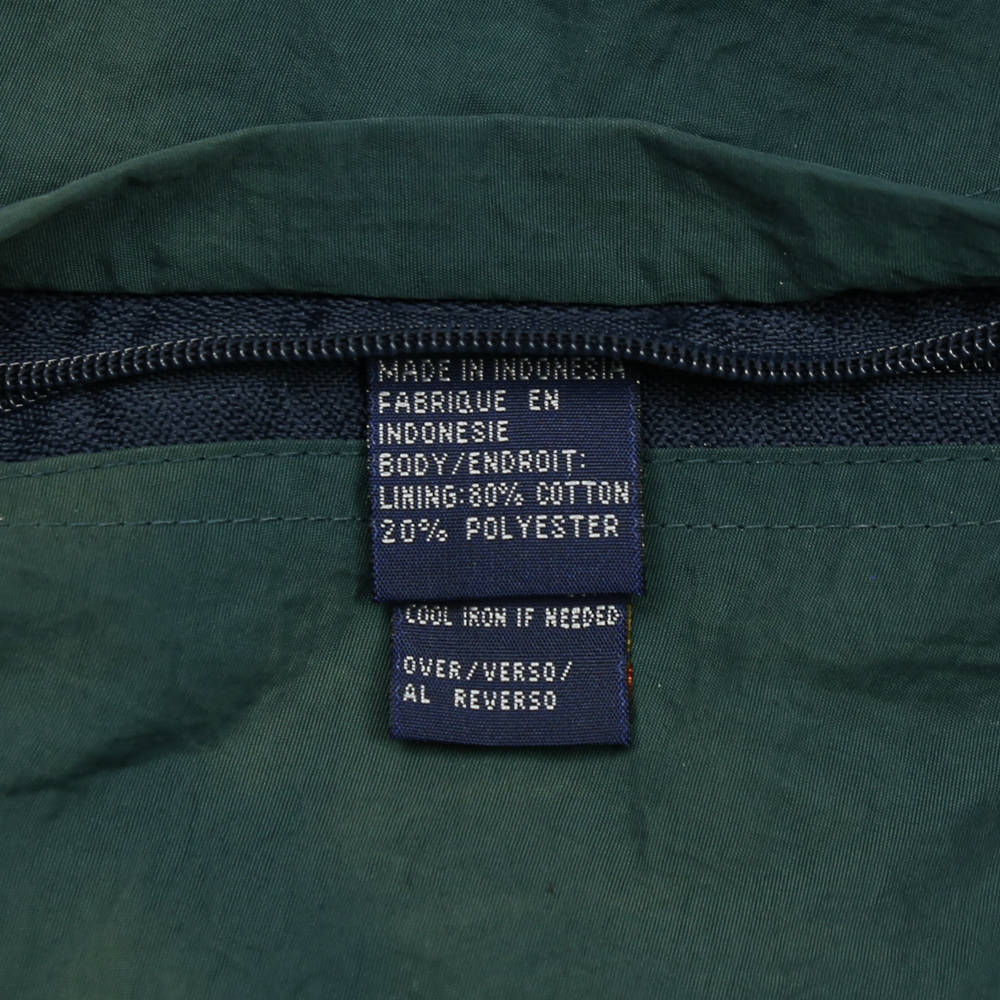 MADE IN INDONESIA
FABRIQUE EN
INDONESIE
BODY/ENDROIT:
LINING:80% COTTON
20% POLYESTER
COOL IRON IF NEEDED
OVER/VERSO/
AL REVERSO